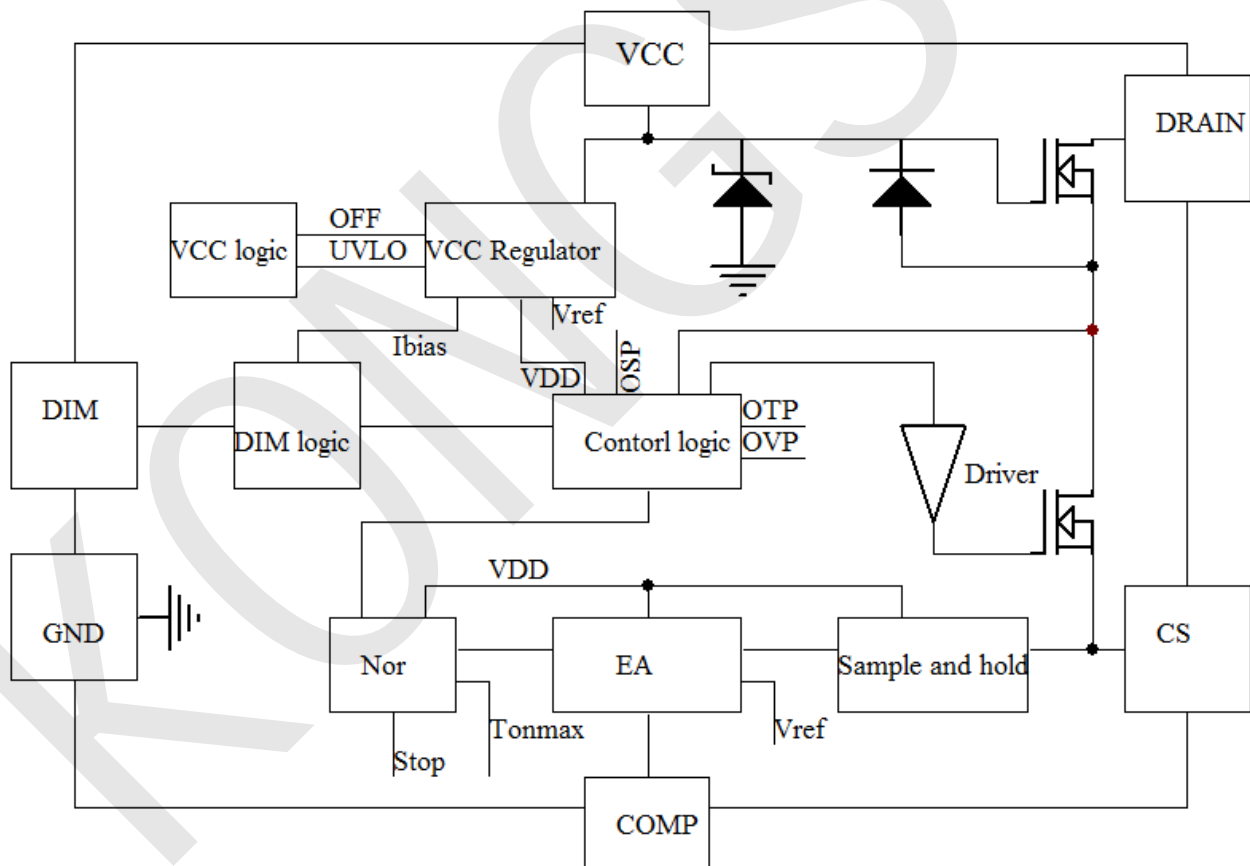 VCC
DRAIN
OFF
VCC logic
UVLO
VCC Regulator
Vref
Ibias
VDD
OSP
DIM
DIM logic
Contorl logic
OTP
OVP
Driver
VDD
GND
Nor
EA
Sample and hold
CS
Tonmax
Vref
Stop
COMP
KONGS